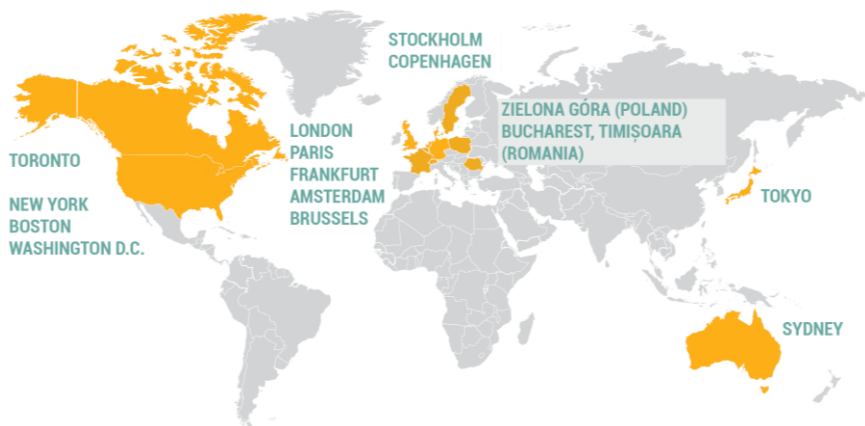 STOCKHOLM
COPENHAGEN
ZIELONA GÓRA (POLAND)
BUCHAREST, TIMIȘOARA
(ROMANIA)
LONDON
PARIS
FRANKFURT
AMSTERDAM
BRUSSELS
TORONTO
NEW YORK
BOSTON
WASHINGTON D.C.
TOKYO
SYDNEY